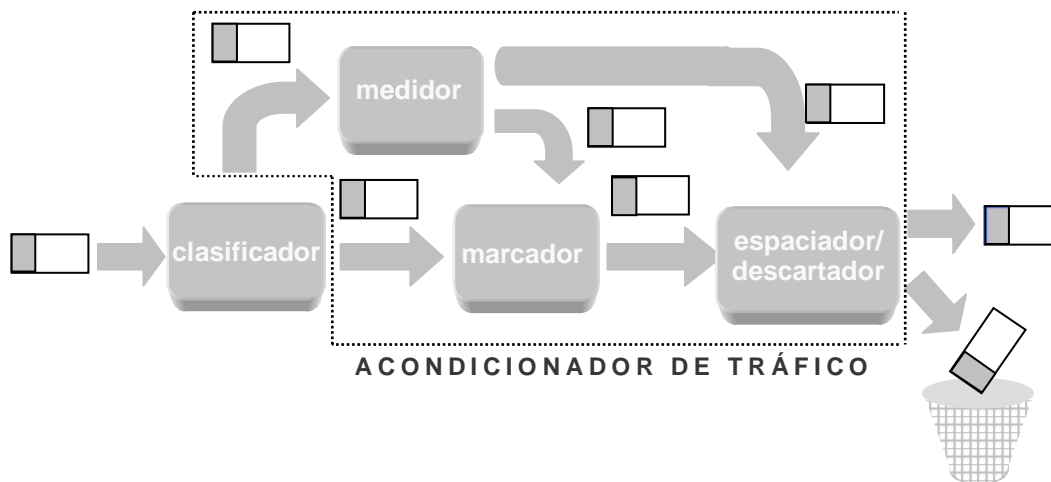 medidor
clasificador
marcador
espaciador/
descartador
ACONDICIONADOR DE TRÁFICO